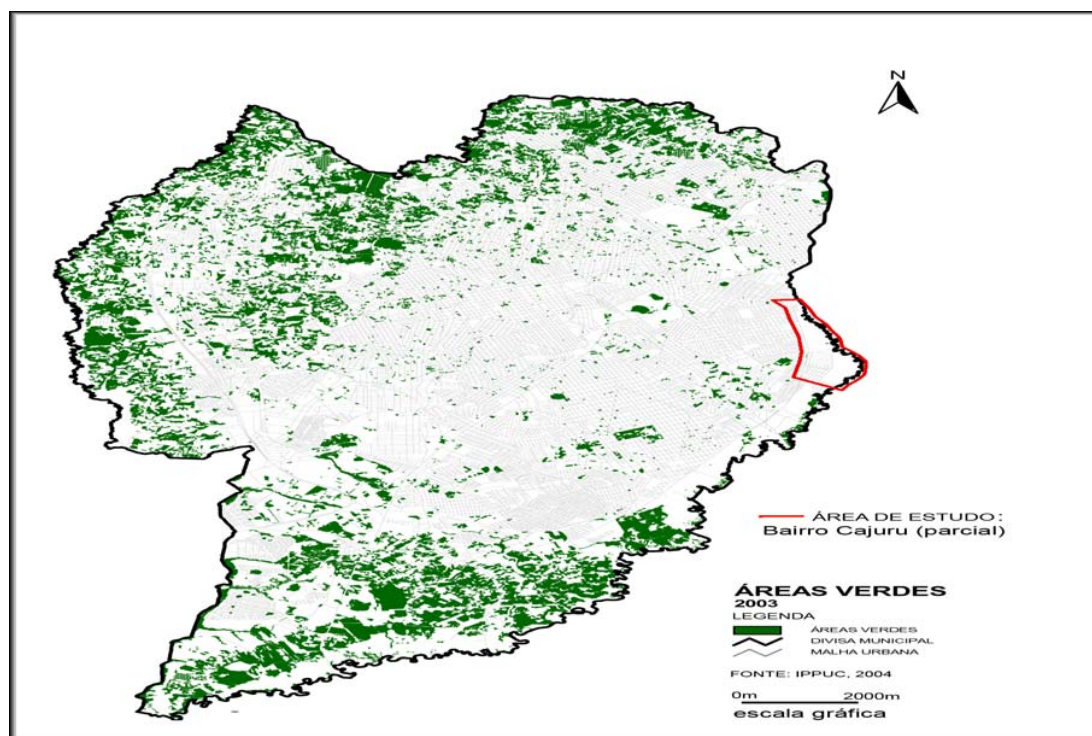 N
ÁREA DE ESTUDO:
Bairro Cajuru (parcial)
ÁREAS VERDES
2003
LEGENDA
ÁREAS VERDES
DIVISA MUNICIPAL
MALHA URBANA
FONTE: IPPUC, 2004
0m 2000m
escala gráfica